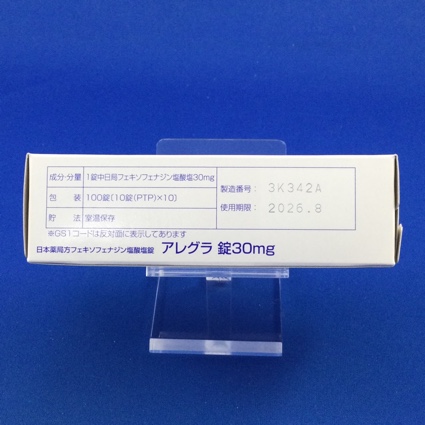 成分・分量 1錠中日局フェキソフェナジン塩酸塩30mg
包装 100錠[10錠(PTP)×10]
貯法 室温保存
製造番号: 3K342A
使用期限: 2026.8
※GS1コードは反対面に表示してあります
日本薬局方フェキソフェナジン塩酸塩錠 アレグラ 錠30mg